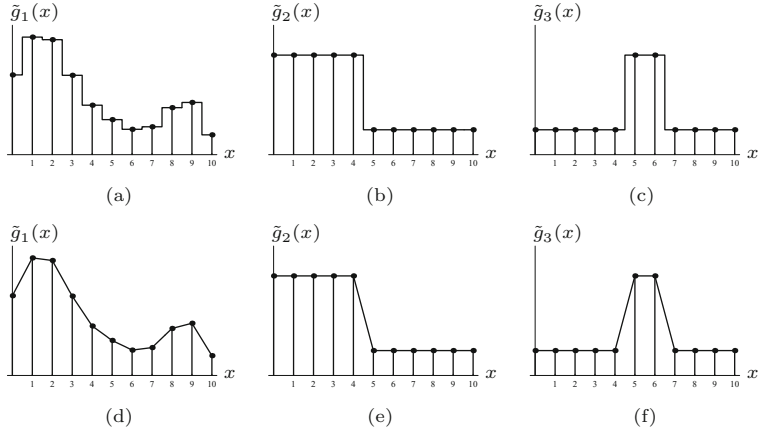 g̃₁(x) g̃₂(x) g̃₃(x)
1 2 3 4 5 6 7 8 9 10 x 1 2 3 4 5 6 7 8 9 10 x 1 2 3 4 5 6 7 8 9 10 x
(a) (b) (c)
g̃₁(x) g̃₂(x) g̃₃(x)
1 2 3 4 5 6 7 8 9 10 x 1 2 3 4 5 6 7 8 9 10 x 1 2 3 4 5 6 7 8 9 10 x
(d) (e) (f)